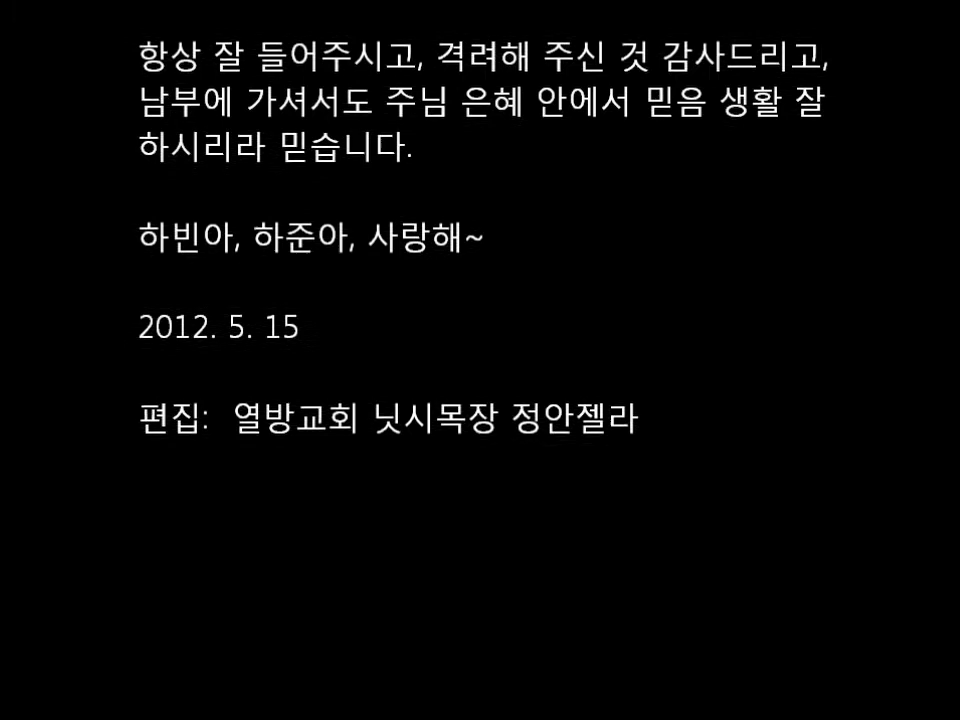 항상 잘 들어주시고, 격려해 주신 것 감사드리고,
남부에 가셔서도 주님 은혜 안에서 믿음 생활 잘
하시리라 믿습니다.
하빈아, 하준아, 사랑해~
2012. 5. 15
편집: 열방교회 닛시목장 정안젤라